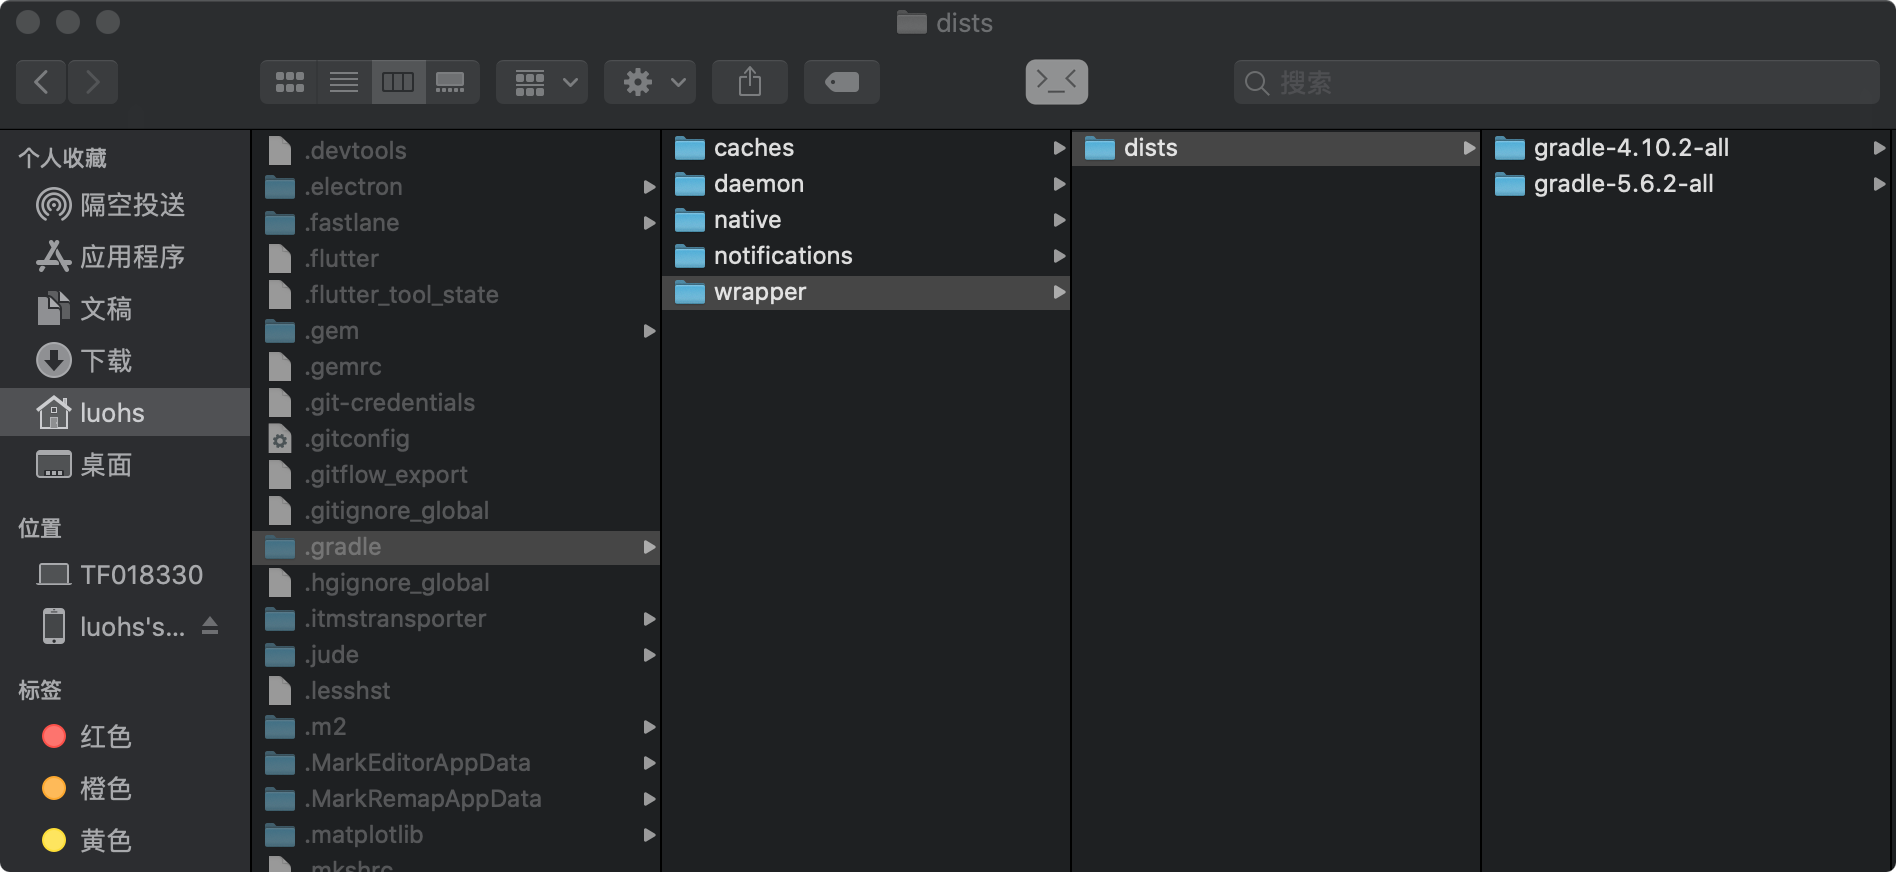 dists
搜索
个人收藏
隔空投送
应用程序
文稿
下载
luohs
桌面
位置
TF018330
luohs's...
标签
红色
橙色
黄色
.devtools
.electron
.fastlane
.flutter
.flutter_tool_state
.gem
.gemrc
.git-credentials
.gitconfig
.gitflow_export
.gitignore_global
.gradle
.hgignore_global
.itmstransporter
.jude
.lesshst
.m2
.MarkEditorAppData
.MarkRemapAppData
.matplotlib
.mkshrc
caches
daemon
native
notifications
wrapper
dists
gradle-4.10.2-all
gradle-5.6.2-all